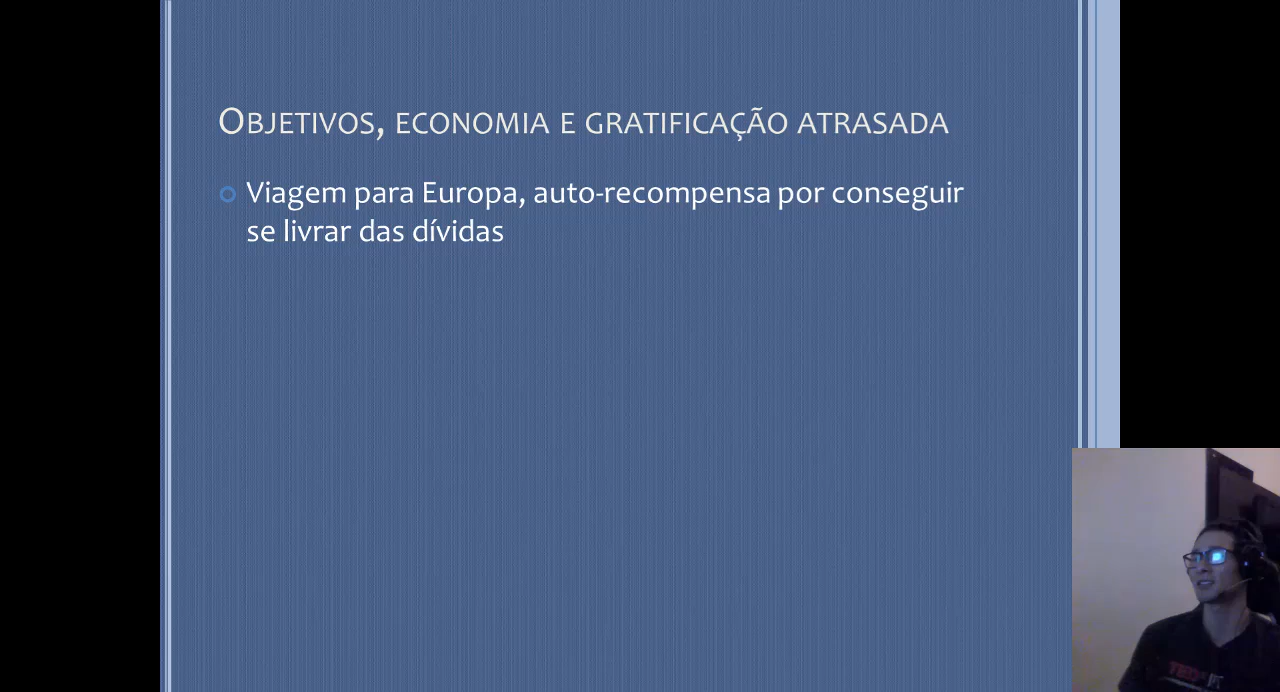 Objetivos, economia e gratificação atrasada
Viagem para Europa, auto-recompensa por conseguir
se livrar das dívidas